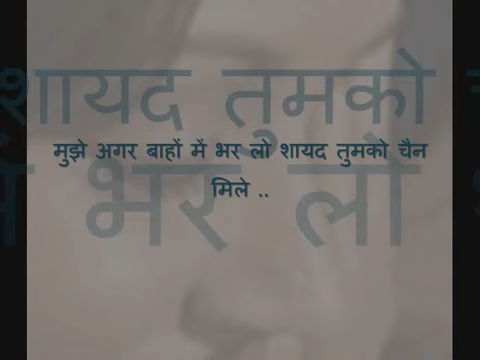 शायद तुमको
मुझे अगर बाहों में भर लो शायद तुमको चैन
मिले ..
भर लो